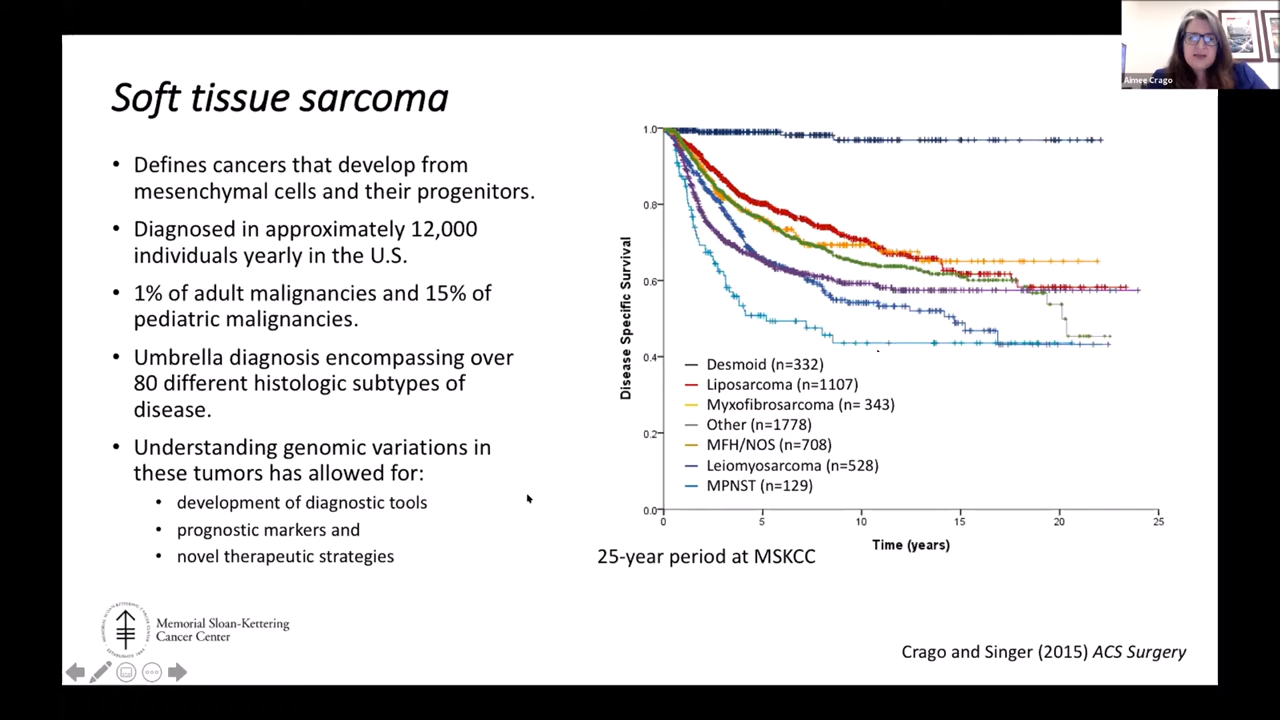 Aimee Crago
Soft tissue sarcoma
• Defines cancers that develop from
mesenchymal cells and their progenitors.
• Diagnosed in approximately 12,000
individuals yearly in the U.S.
• 1% of adult malignancies and 15% of
pediatric malignancies.
• Umbrella diagnosis encompassing over
80 different histologic subtypes of
disease.
• Understanding genomic variations in
these tumors has allowed for:
• development of diagnostic tools
• prognostic markers and
• novel therapeutic strategies
Disease Specific Survival
1.0
0.8
0.6
0.4
0.2
0.0
Desmoid (n=332)
Liposarcoma (n=1107)
Myxofibrosarcoma (n= 343)
Other (n=1778)
MFH/NOS (n=708)
Leiomyosarcoma (n=528)
MPNST (n=129)
0 5 10 15 20 25
Time (years)
25-year period at MSKCC
Memorial Sloan-Kettering
Cancer Center
Crago and Singer (2015) ACS Surgery